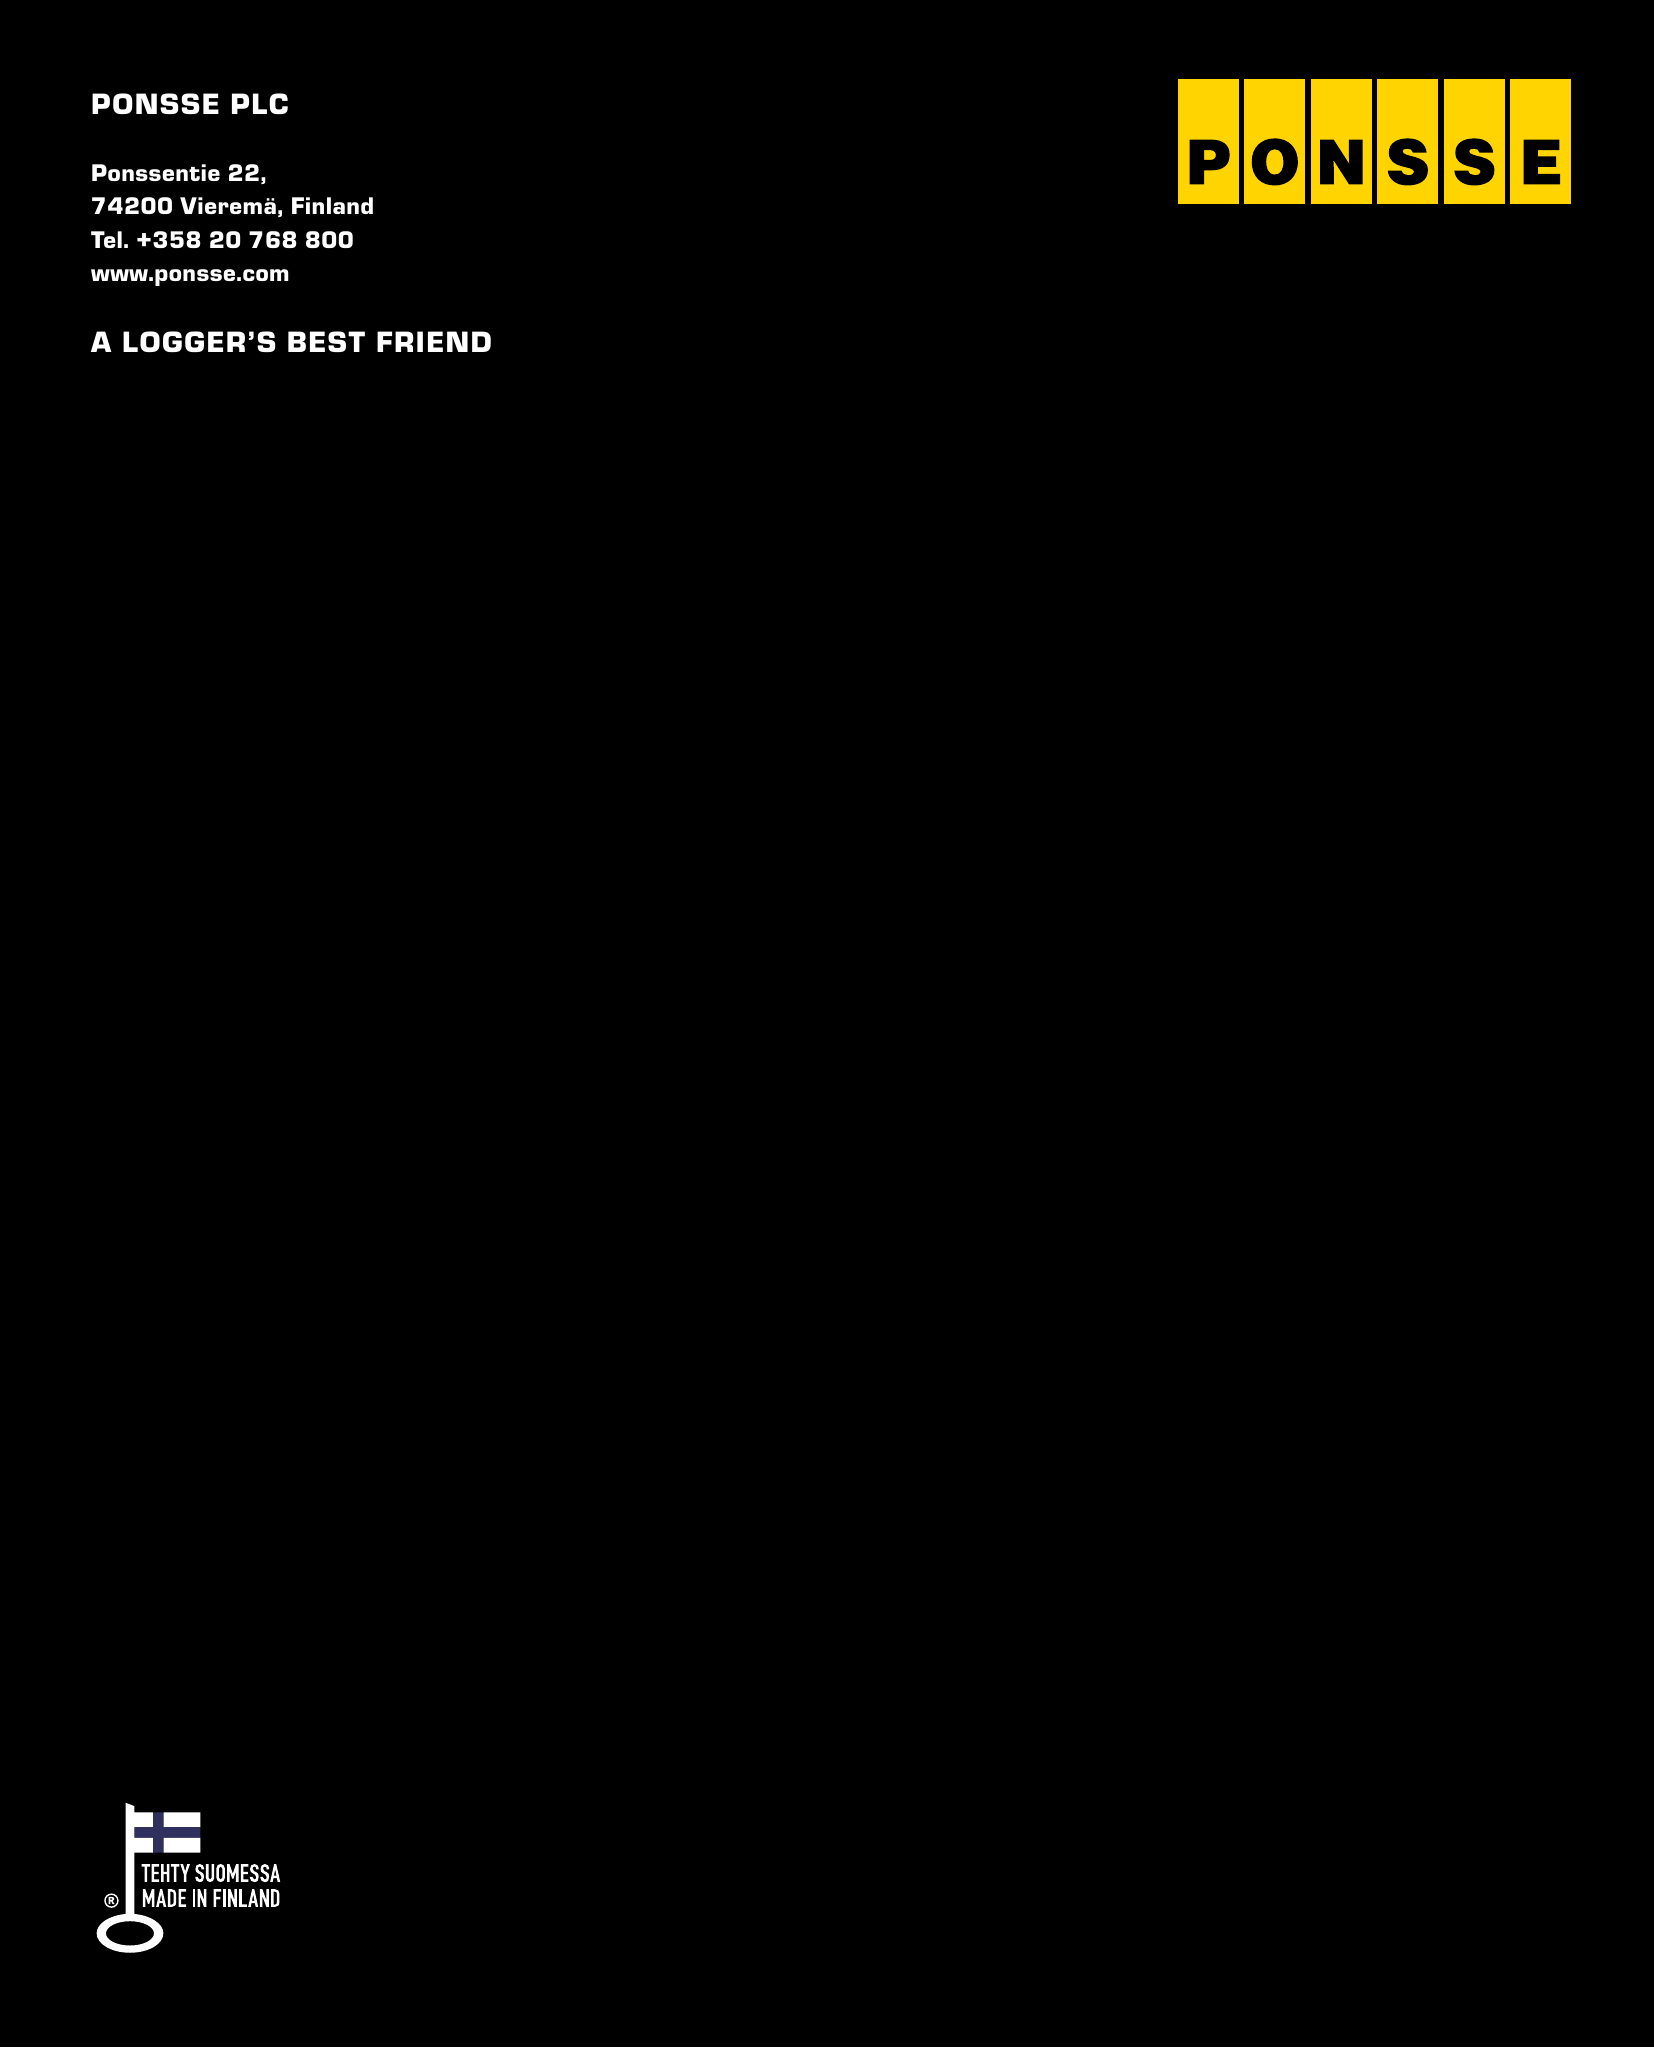 PONSSE PLC
PONSSE
Ponssentie 22,
74200 Vieremä, Finland
Tel. +358 20 768 800
www.ponsse.com
A LOGGER’S BEST FRIEND
TEHTY SUOMESSA
® MADE IN FINLAND